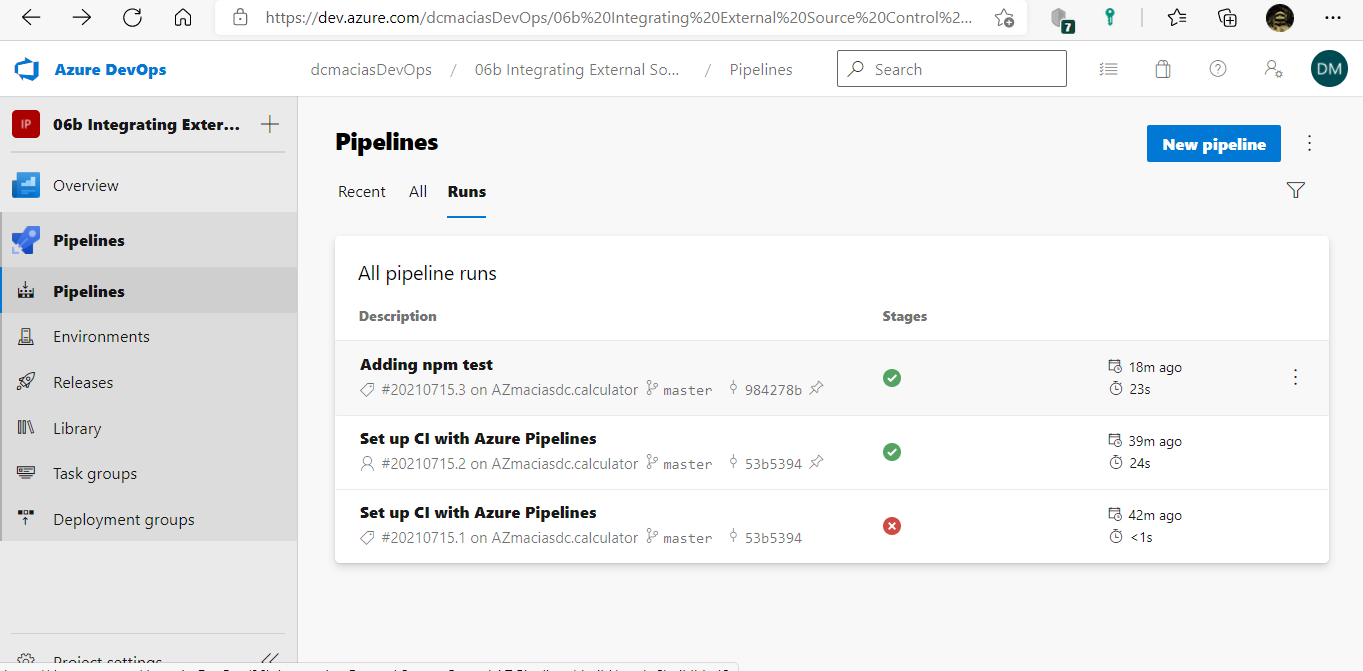 https://dev.azure.com/dcmaciasDevOps/06b%20Integrating%20External%20Source%20Control%2...
7
Azure DevOps
dcmaciasDevOps / 06b Integrating External So... / Pipelines
Search
DM
IP 06b Integrating Exter...
Overview
Pipelines
Pipelines
Environments
Releases
Library
Task groups
Deployment groups
Project settings
Pipelines
New pipeline
Recent All Runs
All pipeline runs
Description Stages
Adding npm test
#20210715.3 on AZmaciasdc.calculator master 984278b
18m ago
23s
Set up CI with Azure Pipelines
#20210715.2 on AZmaciasdc.calculator master 53b5394
39m ago
24s
Set up CI with Azure Pipelines
#20210715.1 on AZmaciasdc.calculator master 53b5394
42m ago
<1s